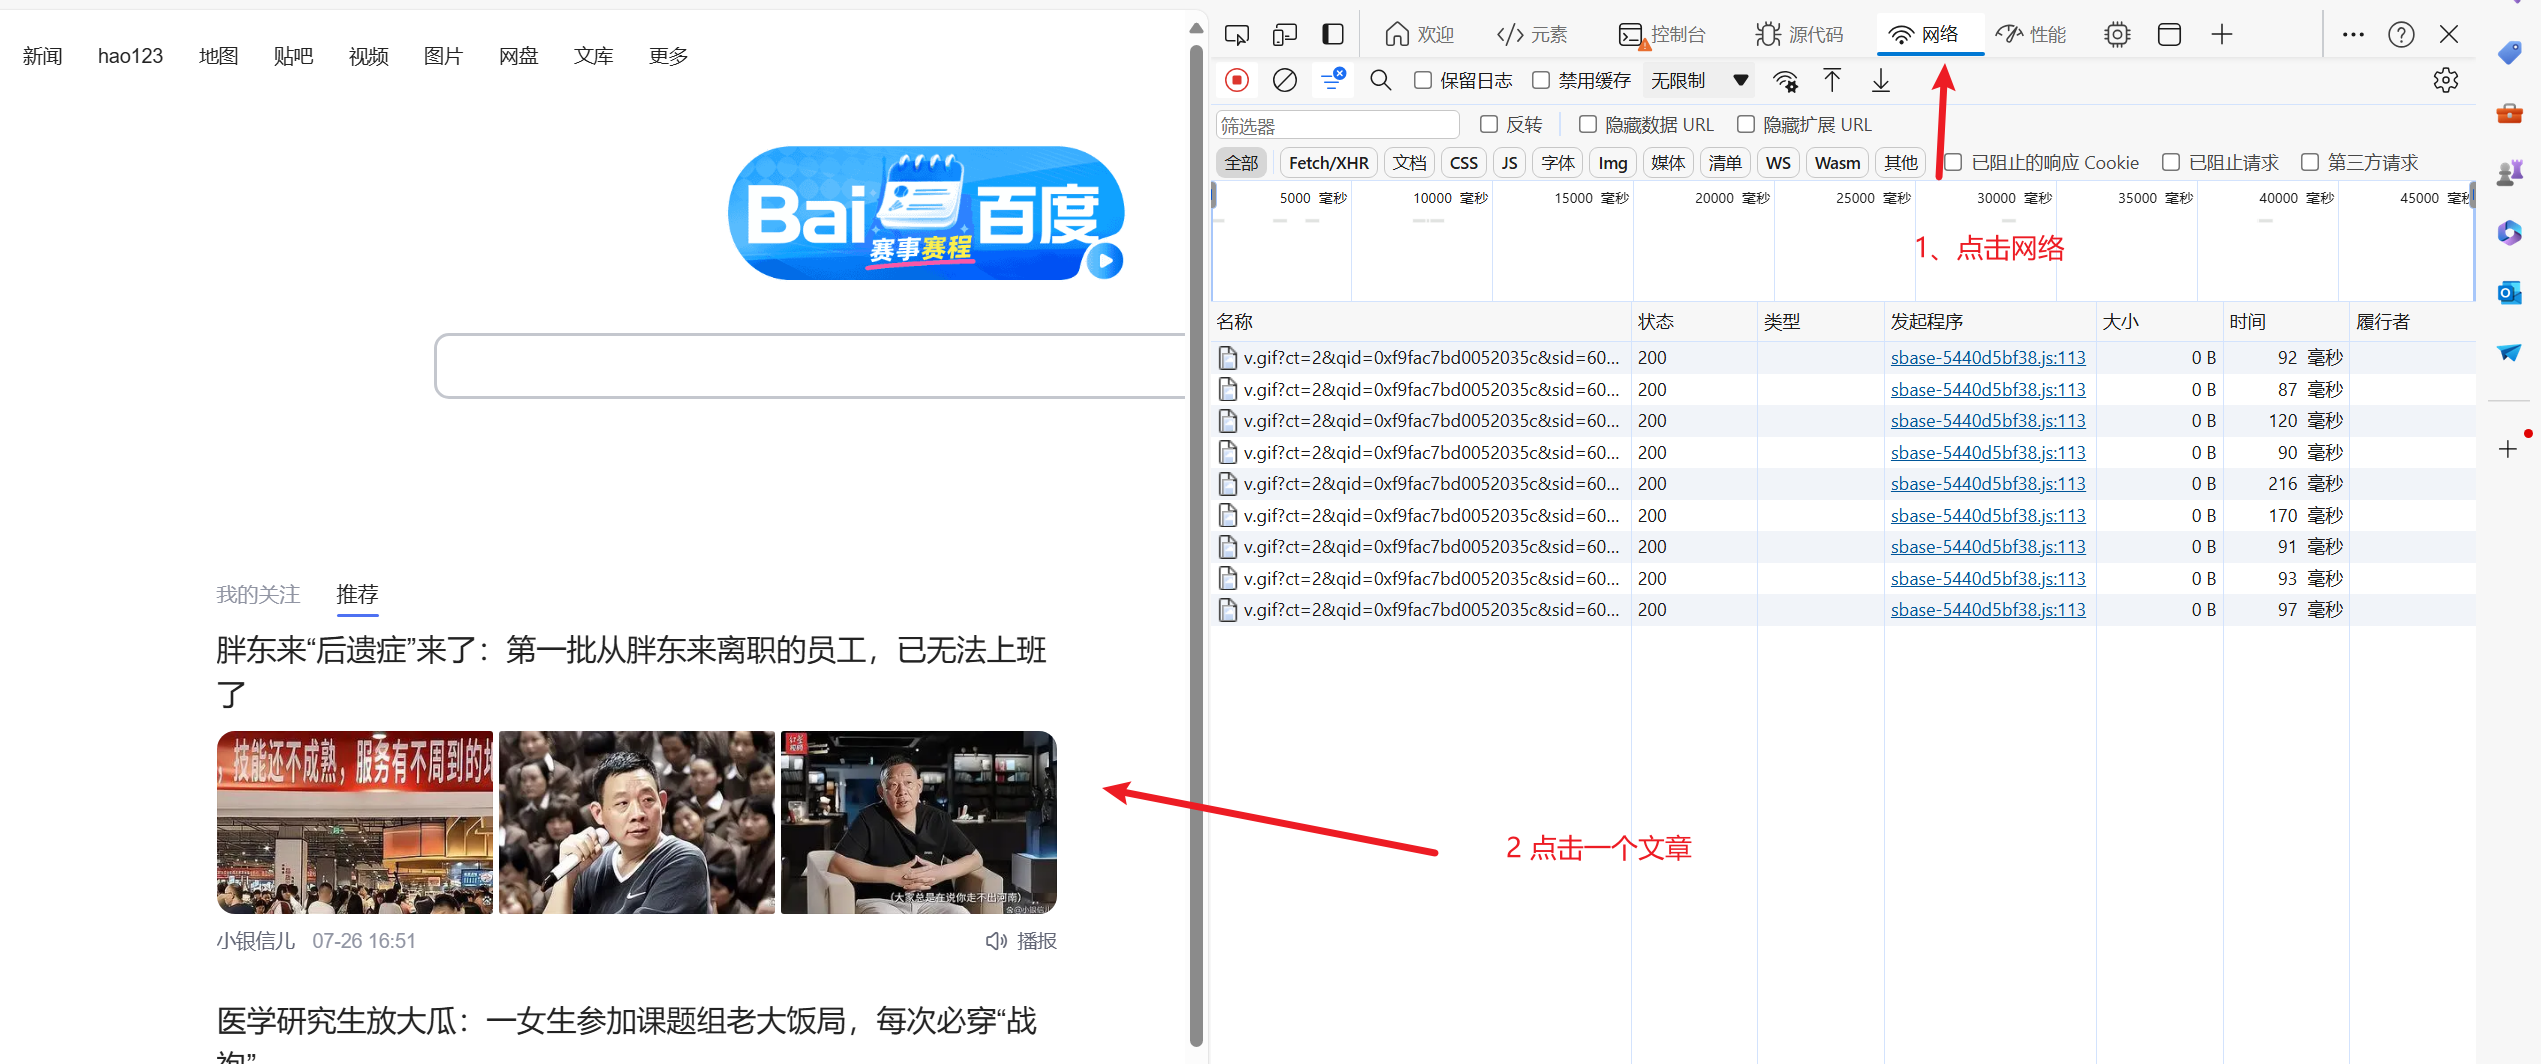 新闻 hao123 地图 贴吧 视频 图片 网盘 文库 更多
Bai 百度
赛事赛程
我的关注 推荐
胖东来“后遗症”来了：第一批从胖东来离职的员工，已无法上班
了
，技能还不成熟，服务有不周到的地
红星视频
（大家总是在说你走不出河南）
小银信儿 07-26 16:51 播报
医学研究生放大瓜：一女生参加课题组老大饭局，每次必穿“战
袍”
欢迎 元素 控制台 源代码 网络 性能
保留日志 禁用缓存 无限制
筛选器 反转 隐藏数据 URL 隐藏扩展 URL
全部 Fetch/XHR 文档 CSS JS 字体 Img 媒体 清单 WS Wasm 其他 已阻止的响应 Cookie 已阻止请求 第三方请求
5000 毫秒 10000 毫秒 15000 毫秒 20000 毫秒 25000 毫秒 30000 毫秒 35000 毫秒 40000 毫秒 45000 毫秒
1、点击网络
名称 状态 类型 发起程序 大小 时间 履行者
v.gif?ct=2&qid=0xf9fac7bd0052035c&sid=60... 200 sbase-5440d5bf38.js:113 0 B 92 毫秒
v.gif?ct=2&qid=0xf9fac7bd0052035c&sid=60... 200 sbase-5440d5bf38.js:113 0 B 87 毫秒
v.gif?ct=2&qid=0xf9fac7bd0052035c&sid=60... 200 sbase-5440d5bf38.js:113 0 B 120 毫秒
v.gif?ct=2&qid=0xf9fac7bd0052035c&sid=60... 200 sbase-5440d5bf38.js:113 0 B 90 毫秒
v.gif?ct=2&qid=0xf9fac7bd0052035c&sid=60... 200 sbase-5440d5bf38.js:113 0 B 216 毫秒
v.gif?ct=2&qid=0xf9fac7bd0052035c&sid=60... 200 sbase-5440d5bf38.js:113 0 B 170 毫秒
v.gif?ct=2&qid=0xf9fac7bd0052035c&sid=60... 200 sbase-5440d5bf38.js:113 0 B 91 毫秒
v.gif?ct=2&qid=0xf9fac7bd0052035c&sid=60... 200 sbase-5440d5bf38.js:113 0 B 93 毫秒
v.gif?ct=2&qid=0xf9fac7bd0052035c&sid=60... 200 sbase-5440d5bf38.js:113 0 B 97 毫秒
2 点击一个文章